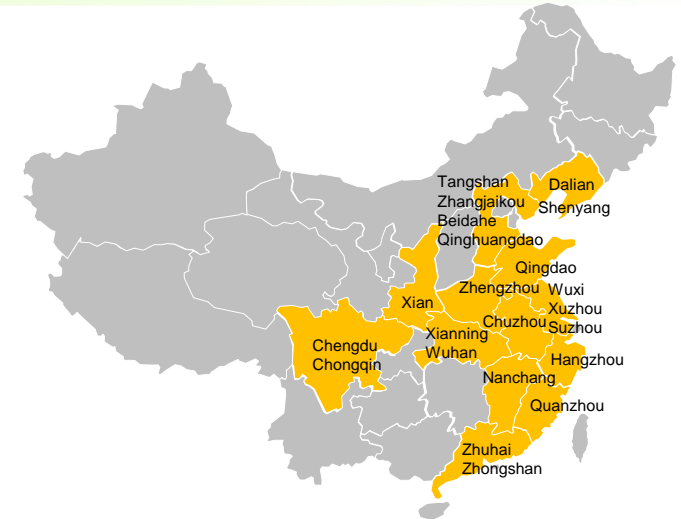 Tangshan
Zhangjaikou
Beidahe
Qinghuangdao
Dalian
Shenyang
Qingdao
Zhengzhou
Wuxi
Xuzhou
Suzhou
Xian
Chuzhou
Xianning
Wuhan
Chengdu
Chongqin
Hangzhou
Nanchang
Quanzhou
Zhuhai
Zhongshan